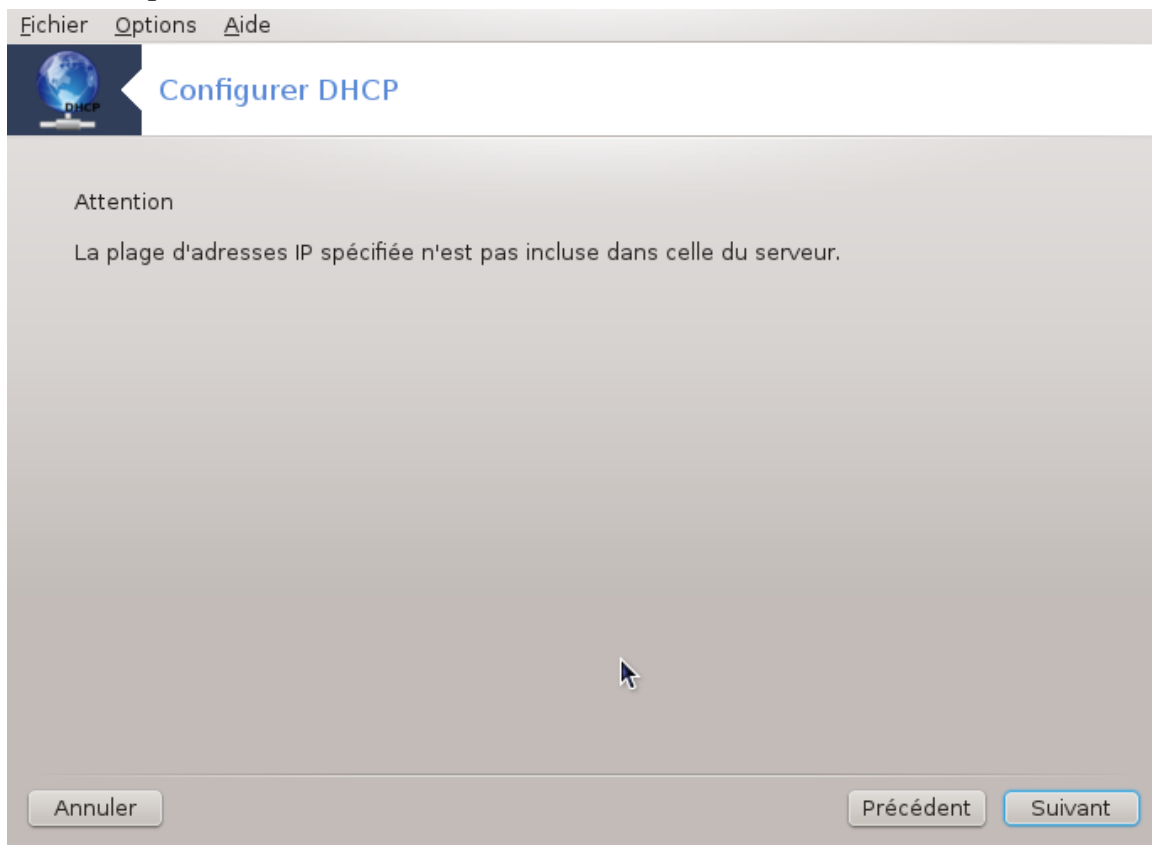 Fichier Options Aide
DHCP
Configurer DHCP
Attention
La plage d'adresses IP spécifiée n'est pas incluse dans celle du serveur.
Annuler Précédent Suivant